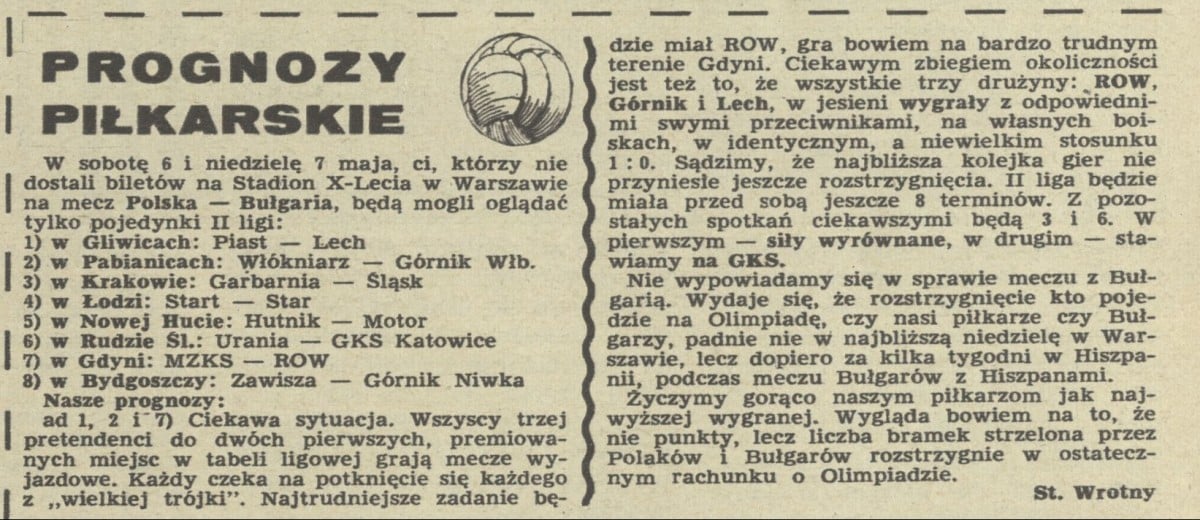 PROGNOZY
PIŁKARSKIE
W sobotę 6 i niedzielę 7 maja, ci, którzy nie
dostali biletów na Stadion X-Lecia w Warszawie
na mecz Polska — Bułgaria, będą mogli oglądać
tylko pojedynki II ligi:
1) w Gliwicach: Piast — Lech
2) w Pabianicach: Włókniarz — Górnik Włb.
3) w Krakowie: Garbarnia — Śląsk
4) w Łodzi: Start — Star
5) w Nowej Hucie: Hutnik — Motor
6) w Rudzie Śl.: Urania — GKS Katowice
7) w Gdyni: MZKS — ROW
8) w Bydgoszczy: Zawisza — Górnik Niwka
Nasze prognozy:
ad 1, 2 i 7) Ciekawa sytuacja. Wszyscy trzej
pretendenci do dwóch pierwszych, premiowa-
nych miejsc w tabeli ligowej grają mecze wy-
jazdowe. Każdy czeka na potknięcie się każdego
z „wielkiej trójki". Najtrudniejsze zadanie bę-
dzie miał ROW, gra bowiem na bardzo trudnym
terenie Gdyni. Ciekawym zbiegiem okoliczności
jest też to, że wszystkie trzy drużyny: ROW,
Górnik i Lech, w jesieni wygrały z odpowiedni-
mi swymi przeciwnikami, na własnych boi-
skach, w identycznym, a niewielkim stosunku
1 : 0. Sądzimy, że najbliższa kolejka gier nie
przyniesie jeszcze rozstrzygnięcia. II liga będzie
miała przed sobą jeszcze 8 terminów. Z pozo-
stałych spotkań ciekawszymi będą 3 i 6. W
pierwszym — siły wyrównane, w drugim — sta-
wiamy na GKS.
Nie wypowiadamy się w sprawie meczu z Buł-
garią. Wydaje się, że rozstrzygnięcie kto poje-
dzie na Olimpiadę, czy nasi piłkarze czy Buł-
garzy, padnie nie w najbliższą niedzielę w War-
szawie, lecz dopiero za kilka tygodni w Hiszpa-
nii, podczas meczu Bułgarów z Hiszpanami.
Życzymy gorąco naszym piłkarzom jak naj-
wyższej wygranej. Wygląda bowiem na to, że
nie punkty, lecz liczba bramek strzelona przez
Polaków i Bułgarów rozstrzygnie w ostatecz-
nym rachunku o Olimpiadzie.
St. Wrotny